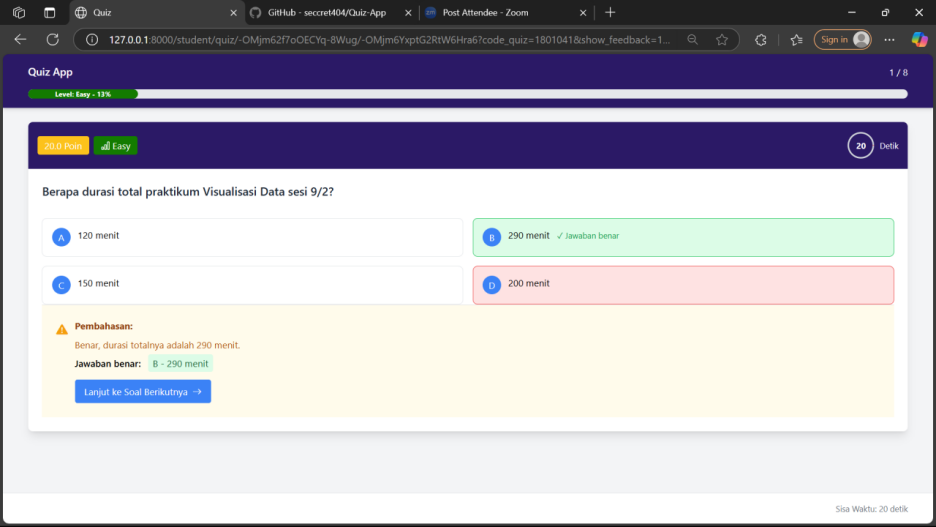 Quiz
GitHub - seccret404/Quiz-App
Post Attendee - Zoom
127.0.0.1:8000/student/quiz/-OMjm62f7oOECYq-8Wug/-OMjm6YxptG2RtW6Hra6?code_quiz=1801041&show_feedback=1...
Sign in
Quiz App
1 / 8
Level: Easy - 13%
20.0 Poin
Easy
20 Detik
Berapa durasi total praktikum Visualisasi Data sesi 9/2?
A 120 menit
B 290 menit ✓ Jawaban benar
C 150 menit
D 200 menit
Pembahasan:
Benar, durasi totalnya adalah 290 menit.
Jawaban benar: B - 290 menit
Lanjut ke Soal Berikutnya →
Sisa Waktu: 20 detik